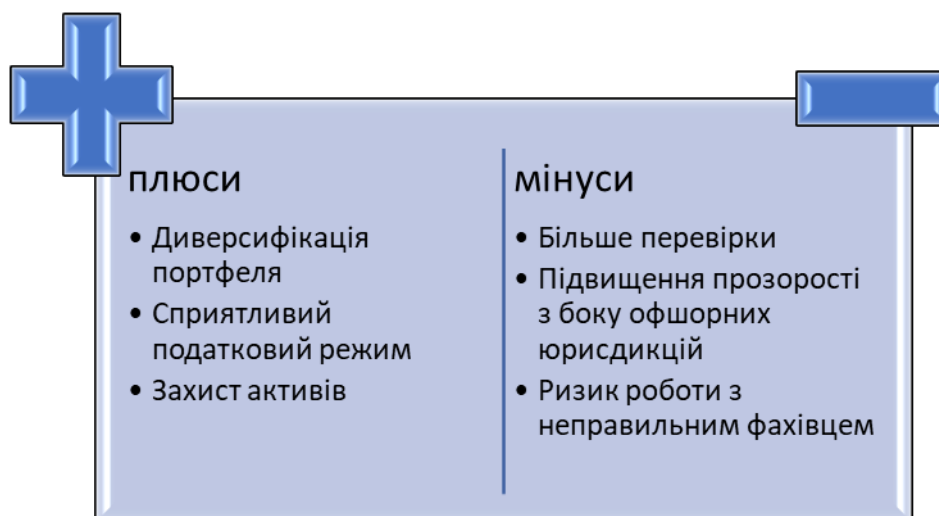 плюси
• Диверсифікація
портфеля
• Сприятливий
податковий режим
• Захист активів
мінуси
• Більше перевірки
• Підвищення прозорості
з боку офшорних
юрисдикцій
• Ризик роботи з
неправильним фахівцем